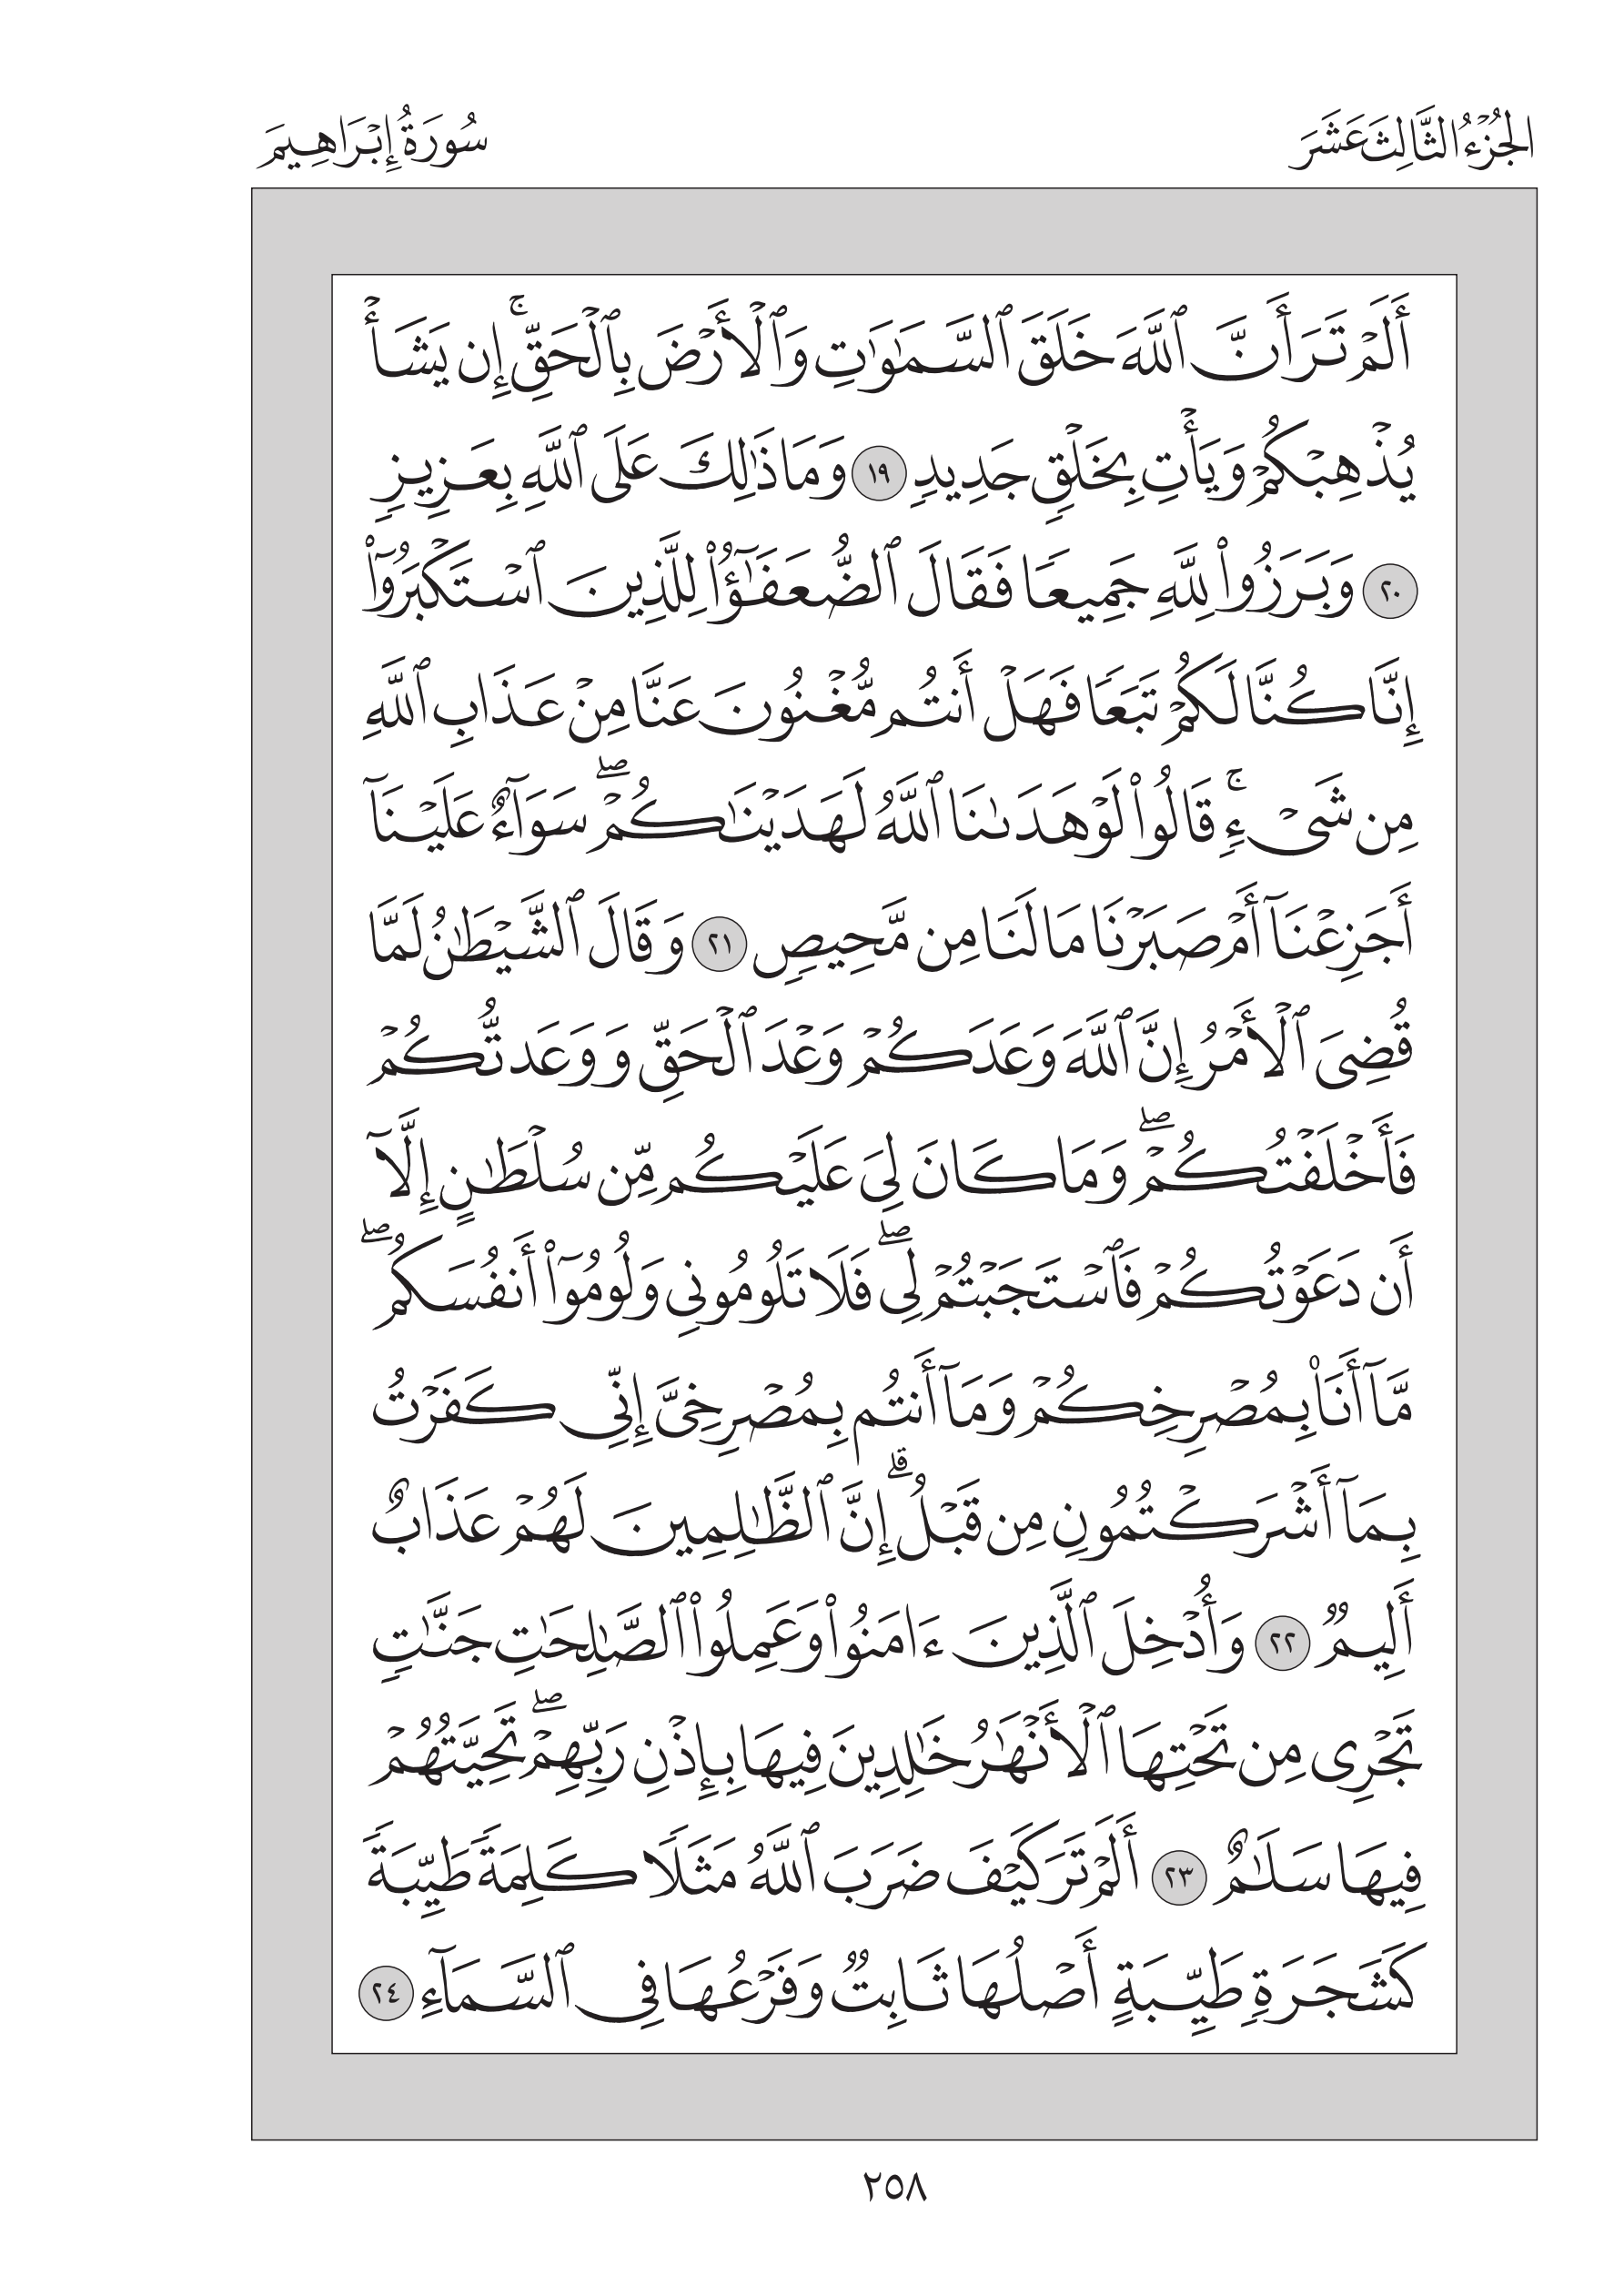 الجُزْءُ الثَّالِثَ عَشَرَ
سُورَةُ إِبْرَاهِيمَ
أَلَمْ تَرَ أَنَّ ٱللَّهَ خَلَقَ ٱلسَّمَٰوَٰتِ وَٱلْأَرْضَ بِٱلْحَقِّ ۚ إِن يَشَأْ
يُذْهِبْكُمْ وَيَأْتِ بِخَلْقٍ جَدِيدٍ ١٩ وَمَا ذَٰلِكَ عَلَى ٱللَّهِ بِعَزِيزٍ
٢٠ وَبَرَزُوا۟ لِلَّهِ جَمِيعًا فَقَالَ ٱلضُّعَفَٰٓؤُا۟ لِلَّذِينَ ٱسْتَكْبَرُوٓا۟
إِنَّا كُنَّا لَكُمْ تَبَعًا فَهَلْ أَنتُم مُّغْنُونَ عَنَّا مِنْ عَذَابِ ٱللَّهِ
مِن شَىْءٍ ۚ قَالُوا۟ لَوْ هَدَىٰنَا ٱللَّهُ لَهَدَيْنَٰكُمْ ۖ سَوَآءٌ عَلَيْنَآ
أَجَزِعْنَآ أَمْ صَبَرْنَا مَا لَنَا مِن مَّحِيصٍ ٢١ وَقَالَ ٱلشَّيْطَٰنُ لَمَّا
قُضِىَ ٱلْأَمْرُ إِنَّ ٱللَّهَ وَعَدَكُمْ وَعْدَ ٱلْحَقِّ وَوَعَدتُّكُمْ
فَأَخْلَفْتُكُمْ ۖ وَمَا كَانَ لِىَ عَلَيْكُم مِّن سُلْطَٰنٍ إِلَّآ
أَن دَعَوْتُكُمْ فَٱسْتَجَبْتُمْ لِى ۖ فَلَا تَلُومُونِى وَلُومُوٓا۟ أَنفُسَكُم ۖ
مَّآ أَنَا۠ بِمُصْرِخِكُمْ وَمَآ أَنتُم بِمُصْرِخِىَّ إِنِّى كَفَرْتُ
بِمَآ أَشْرَكْتُمُونِ مِن قَبْلُ ۗ إِنَّ ٱلظَّٰلِمِينَ لَهُمْ عَذَابٌ
أَلِيمٌ ٢٢ وَأُدْخِلَ ٱلَّذِينَ ءَامَنُوا۟ وَعَمِلُوا۟ ٱلصَّٰلِحَٰتِ جَنَّٰتٍ
تَجْرِى مِن تَحْتِهَا ٱلْأَنْهَٰرُ خَٰلِدِينَ فِيهَا بِإِذْنِ رَبِّهِمْ ۖ تَحِيَّتُهُمْ
فِيهَا سَلَٰمٌ ٢٣ أَلَمْ تَرَ كَيْفَ ضَرَبَ ٱللَّهُ مَثَلًا كَلِمَةً طَيِّبَةً
كَشَجَرَةٍ طَيِّبَةٍ أَصْلُهَا ثَابِتٌ وَفَرْعُهَا فِى ٱلسَّمَآءِ ٢٤
٢٥٨